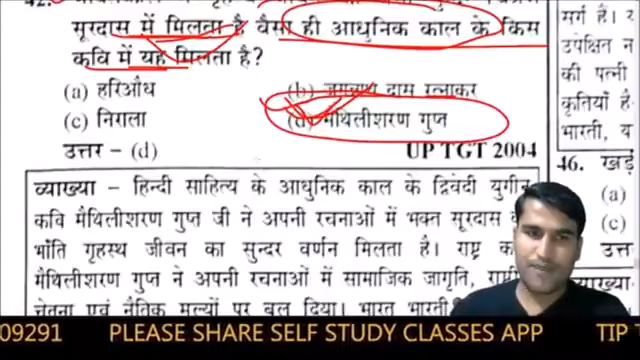 सूरदास में मिलता है वैसा ही आधुनिक काल के किस
कवि में यह मिलता है?
(a) हरिऔध
(b) जगन्नाथ दास रत्नाकर
(c) निराला
(d) मैथिलीशरण गुप्त
उत्तर – (d)
UP TGT 2004
व्याख्या – हिन्दी साहित्य के आधुनिक काल के द्विवेदी युगीन
कवि मैथिलीशरण गुप्त जी ने अपनी रचनाओं में भक्त सूरदास
भाँति गृहस्थ जीवन का सुन्दर वर्णन मिलता है। राष्ट्र
मैथिलीशरण गुप्त ने अपनी रचनाओं में सामाजिक जागृति,
चेतना एवं नैतिक मूल्यों पर बल दिया। भारत भारती
सर्ग हैं।
उपेक्षित
की पत्नी
कृतियाँ
भारती,
46. खड़े
(a)
(c)
उत्त
व्याख्या
09291 PLEASE SHARE SELF STUDY CLASSES APP TIP